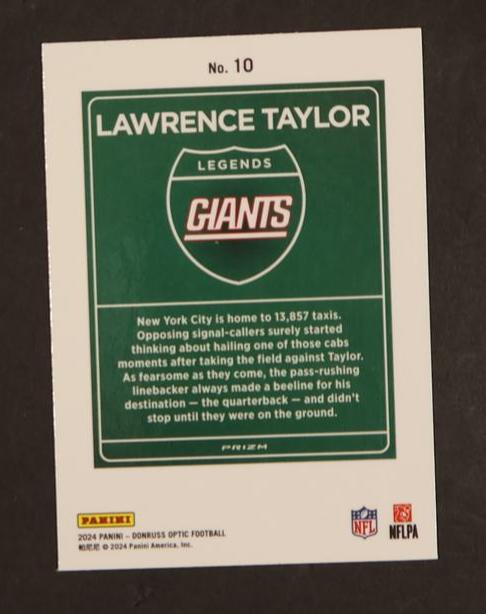 No. 10
LAWRENCE TAYLOR
LEGENDS
GIANTS
New York City is home to 13,857 taxis.
Opposing signal-callers surely started
thinking about hailing one of those cabs
moments after taking the field against Taylor.
As fearsome as they come, the pass-rushing
linebacker always made a beeline for his
destination — the quarterback — and didn't
stop until they were on the ground.
PRIZM
PANINI
2024 PANINI – DONRUSS OPTIC FOOTBALL
帕尼尼 © 2024 Panini America, Inc.
NFL
NFLPA